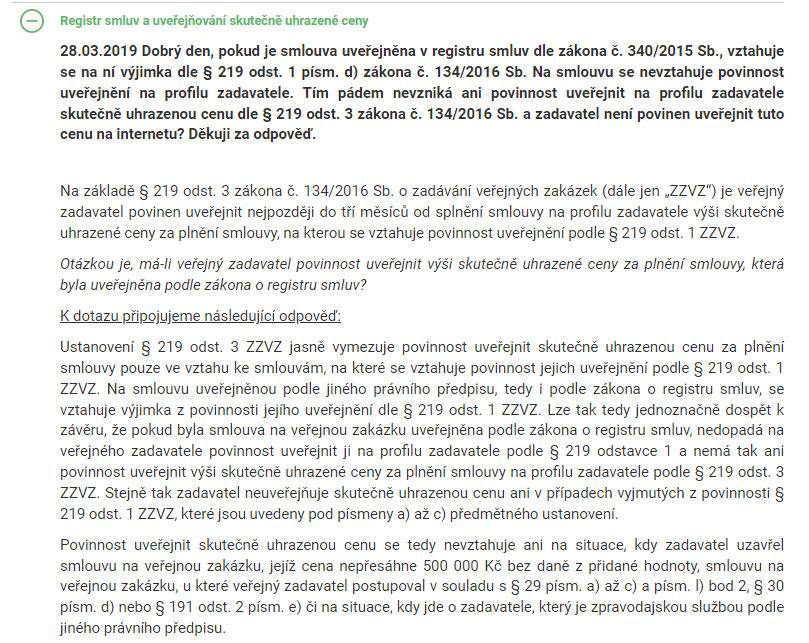 Registr smluv a uveřejňování skutečně uhrazené ceny
28.03.2019 Dobrý den, pokud je smlouva uveřejněna v registru smluv dle zákona č. 340/2015 Sb., vztahuje
se na ní výjimka dle § 219 odst. 1 písm. d) zákona č. 134/2016 Sb. Na smlouvu se nevztahuje povinnost
uveřejnění na profilu zadavatele. Tím pádem nevzniká ani povinnost uveřejnit na profilu zadavatele
skutečně uhrazenou cenu dle § 219 odst. 3 zákona č. 134/2016 Sb. a zadavatel není povinen uveřejnit tuto
cenu na internetu? Děkuji za odpověď.
Na základě § 219 odst. 3 zákona č. 134/2016 Sb. o zadávání veřejných zakázek (dále jen „ZZVZ“) je veřejný
zadavatel povinen uveřejnit nejpozději do tří měsíců od splnění smlouvy na profilu zadavatele výši skutečně
uhrazené ceny za plnění smlouvy, na kterou se vztahuje povinnost uveřejnění podle § 219 odst. 1 ZZVZ.
Otázkou je, má-li veřejný zadavatel povinnost uveřejnit výši skutečně uhrazené ceny za plnění smlouvy, která
byla uveřejněna podle zákona o registru smluv?
K dotazu připojujeme následující odpověď:
Ustanovení § 219 odst. 3 ZZVZ jasně vymezuje povinnost uveřejnit skutečně uhrazenou cenu za plnění
smlouvy pouze ve vztahu ke smlouvám, na které se vztahuje povinnost jejich uveřejnění podle § 219 odst. 1
ZZVZ. Na smlouvu uveřejněnou podle jiného právního předpisu, tedy i podle zákona o registru smluv, se
vztahuje výjimka z povinnosti jejího uveřejnění dle § 219 odst. 1 ZZVZ. Lze tak tedy jednoznačně dospět k
závěru, že pokud byla smlouva na veřejnou zakázku uveřejněna podle zákona o registru smluv, nedopadá na
veřejného zadavatele povinnost uveřejnit ji na profilu zadavatele podle § 219 odstavce 1 a nemá tak ani
povinnost uveřejnit výši skutečně uhrazené ceny za plnění smlouvy na profilu zadavatele podle § 219 odst. 3
ZZVZ. Stejně tak zadavatel neuveřejňuje skutečně uhrazenou cenu ani v případech vyjmutých z povinnosti §
219 odst. 1 ZZVZ, které jsou uvedeny pod písmeny a) až c) předmětného ustanovení.
Povinnost uveřejnit skutečně uhrazenou cenu se tedy nevztahuje ani na situace, kdy zadavatel uzavřel
smlouvu na veřejnou zakázku, jejíž cena nepřesáhne 500 000 Kč bez daně z přidané hodnoty, smlouvu na
veřejnou zakázku, u které veřejný zadavatel postupoval v souladu s § 29 písm. a) až c) a písm. l) bod 2, § 30
písm. d) nebo § 191 odst. 2 písm. e) či na situace, kdy jde o zadavatele, který je zpravodajskou službou podle
jiného právního předpisu.